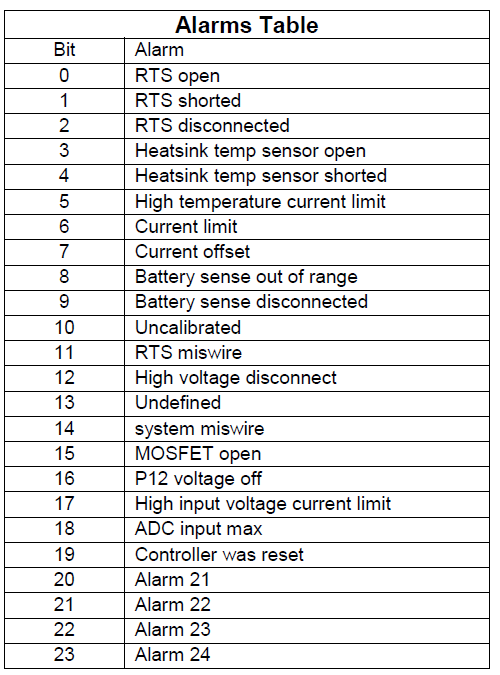 Alarms Table
Bit Alarm
0 RTS open
1 RTS shorted
2 RTS disconnected
3 Heatsink temp sensor open
4 Heatsink temp sensor shorted
5 High temperature current limit
6 Current limit
7 Current offset
8 Battery sense out of range
9 Battery sense disconnected
10 Uncalibrated
11 RTS miswire
12 High voltage disconnect
13 Undefined
14 system miswire
15 MOSFET open
16 P12 voltage off
17 High input voltage current limit
18 ADC input max
19 Controller was reset
20 Alarm 21
21 Alarm 22
22 Alarm 23
23 Alarm 24